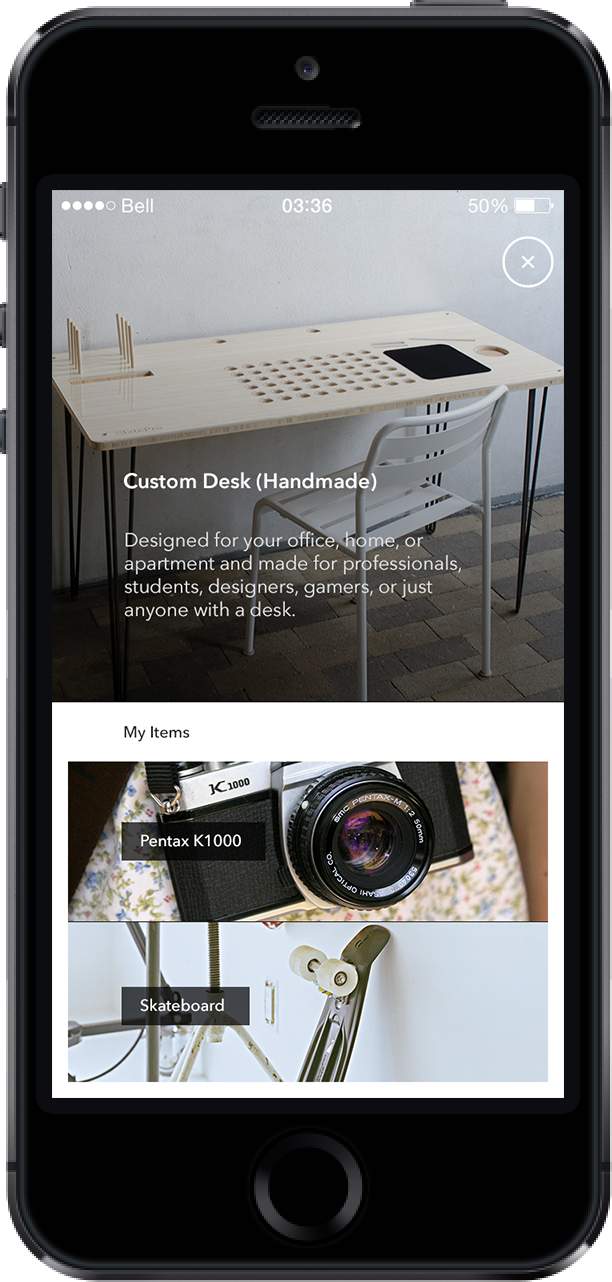 Bell 03:36 50%
SlatePro
Custom Desk (Handmade)
Designed for your office, home, or
apartment and made for professionals,
students, designers, gamers, or just
anyone with a desk.
My Items
K1000
smc PENTAX-M 1:2 50mm
ASAHI OPTICAL CO.
Pentax K1000
Skateboard